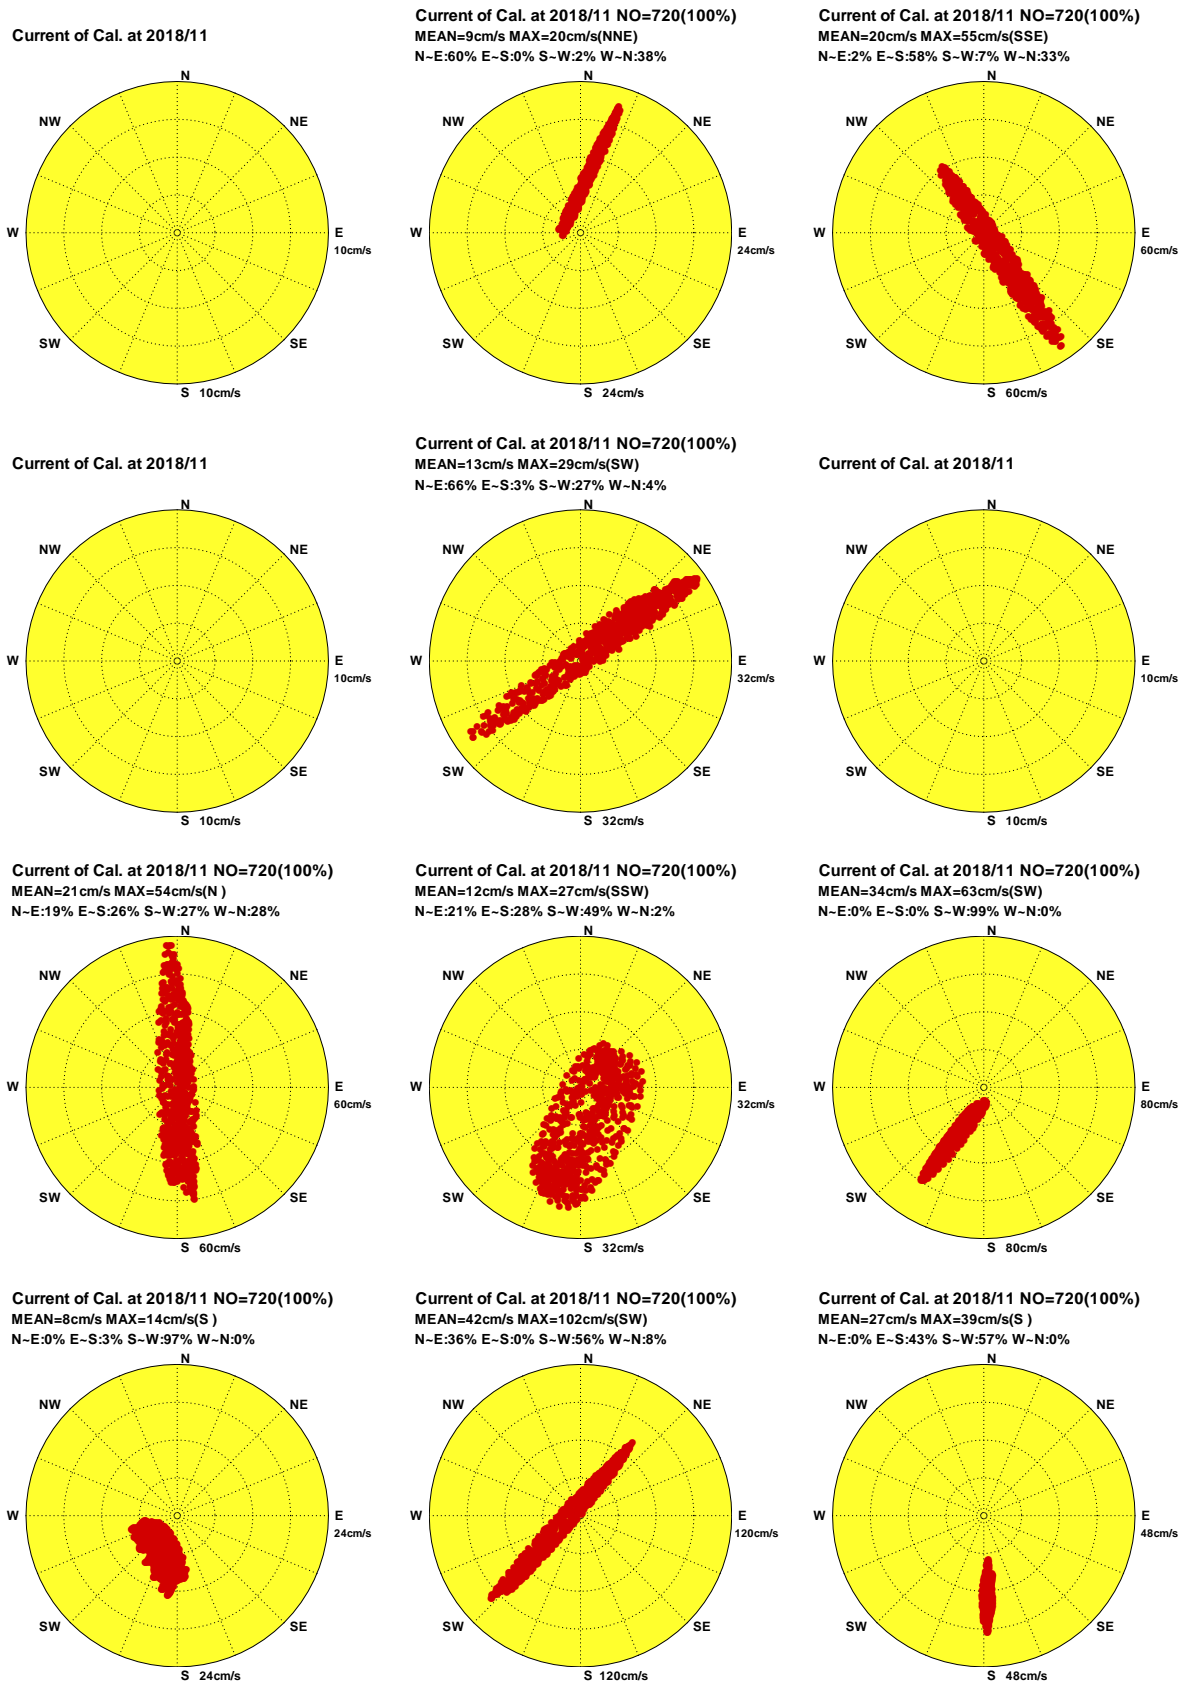 Current of Cal. at 2018/11
N
NW
NE
W
E
10cm/s
SW
SE
S 10cm/s
Current of Cal. at 2018/11 NO=720(100%)
MEAN=9cm/s MAX=20cm/s(NNE)
N~E:60% E~S:0% S~W:2% W~N:38%
N
NW
NE
W
E
24cm/s
SW
SE
S 24cm/s
Current of Cal. at 2018/11 NO=720(100%)
MEAN=20cm/s MAX=55cm/s(SSE)
N~E:2% E~S:58% S~W:7% W~N:33%
N
NW
NE
W
E
60cm/s
SW
SE
S 60cm/s
Current of Cal. at 2018/11
N
NW
NE
W
E
10cm/s
SW
SE
S 10cm/s
Current of Cal. at 2018/11 NO=720(100%)
MEAN=13cm/s MAX=29cm/s(SW)
N~E:66% E~S:3% S~W:27% W~N:4%
N
NW
NE
W
E
32cm/s
SW
SE
S 32cm/s
Current of Cal. at 2018/11
N
NW
NE
W
E
10cm/s
SW
SE
S 10cm/s
Current of Cal. at 2018/11 NO=720(100%)
MEAN=21cm/s MAX=54cm/s(N )
N~E:19% E~S:26% S~W:27% W~N:28%
N
NW
NE
W
E
60cm/s
SW
SE
S 60cm/s
Current of Cal. at 2018/11 NO=720(100%)
MEAN=12cm/s MAX=27cm/s(SSW)
N~E:21% E~S:28% S~W:49% W~N:2%
N
NW
NE
W
E
32cm/s
SW
SE
S 32cm/s
Current of Cal. at 2018/11 NO=720(100%)
MEAN=34cm/s MAX=63cm/s(SW)
N~E:0% E~S:0% S~W:99% W~N:0%
N
NW
NE
W
E
80cm/s
SW
SE
S 80cm/s
Current of Cal. at 2018/11 NO=720(100%)
MEAN=8cm/s MAX=14cm/s(S )
N~E:0% E~S:3% S~W:97% W~N:0%
N
NW
NE
W
E
24cm/s
SW
SE
S 24cm/s
Current of Cal. at 2018/11 NO=720(100%)
MEAN=42cm/s MAX=102cm/s(SW)
N~E:36% E~S:0% S~W:56% W~N:8%
N
NW
NE
W
E
120cm/s
SW
SE
S 120cm/s
Current of Cal. at 2018/11 NO=720(100%)
MEAN=27cm/s MAX=39cm/s(S )
N~E:0% E~S:43% S~W:57% W~N:0%
N
NW
NE
W
E
48cm/s
SW
SE
S 48cm/s